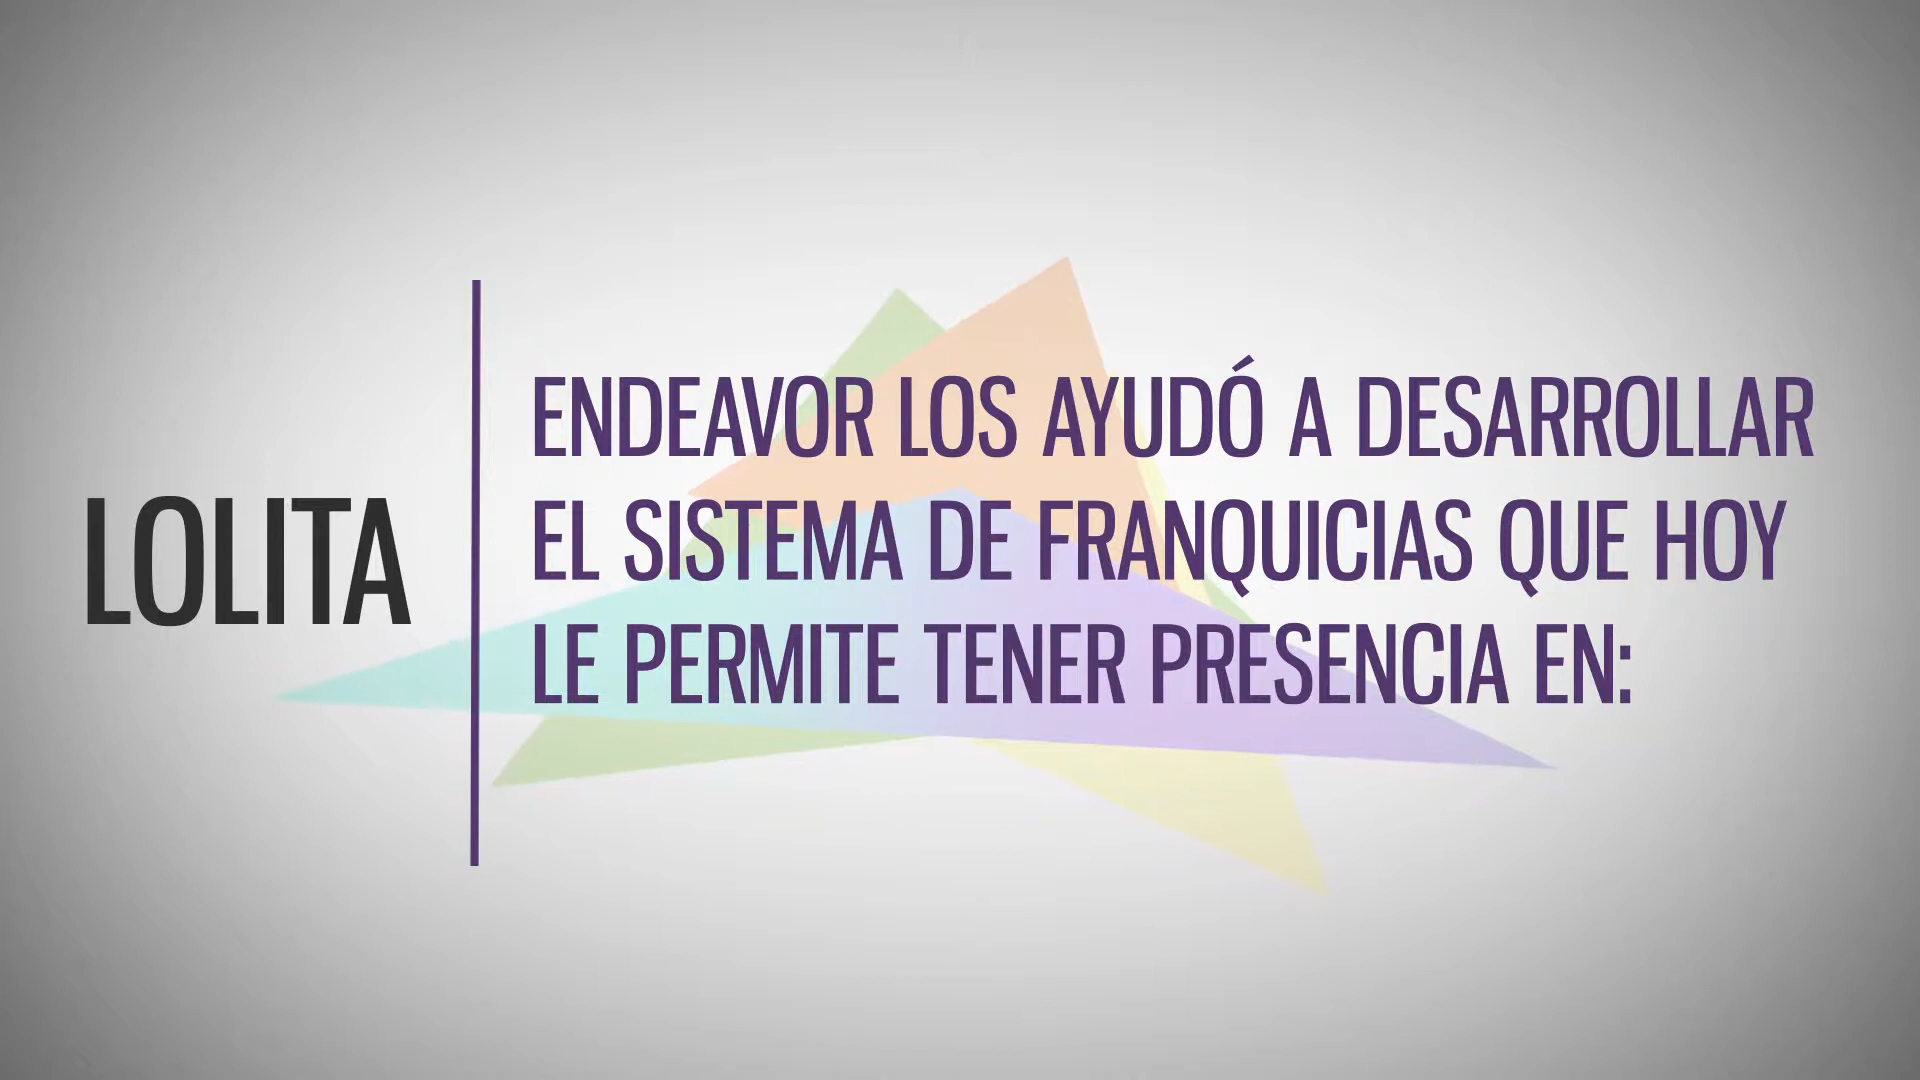 LOLITA
ENDEAVOR LOS AYUDÓ A DESARROLLAR
EL SISTEMA DE FRANQUICIAS QUE HOY
LE PERMITE TENER PRESENCIA EN: